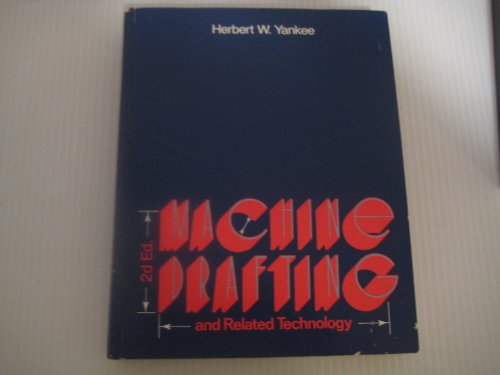 Herbert W. Yankee
2d Ed.
MACHINE
DRAFTING
and Related Technology